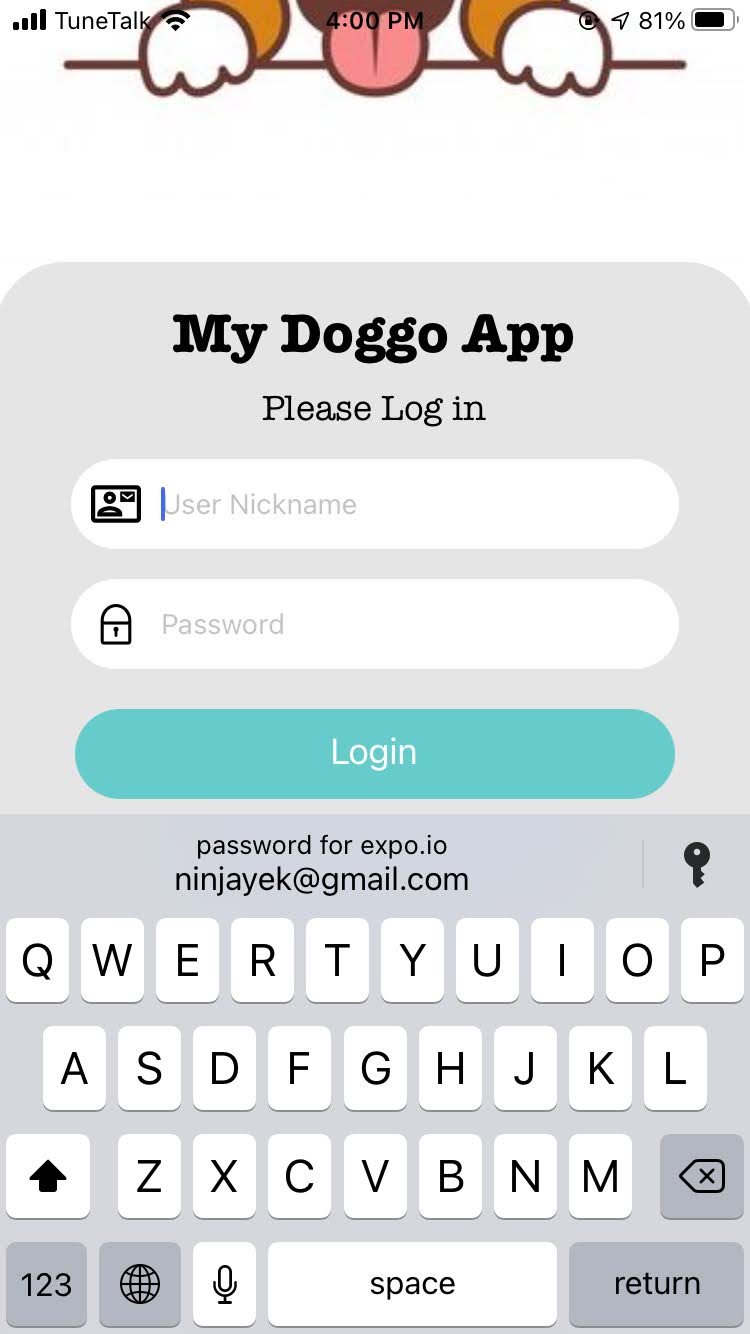 TuneTalk 4:00 PM 81%
My Doggo App
Please Log in
User Nickname
Password
Login
password for expo.io
ninjayek@gmail.com
Q W E R T Y U I O P
A S D F G H J K L
Z X C V B N M
123 space return